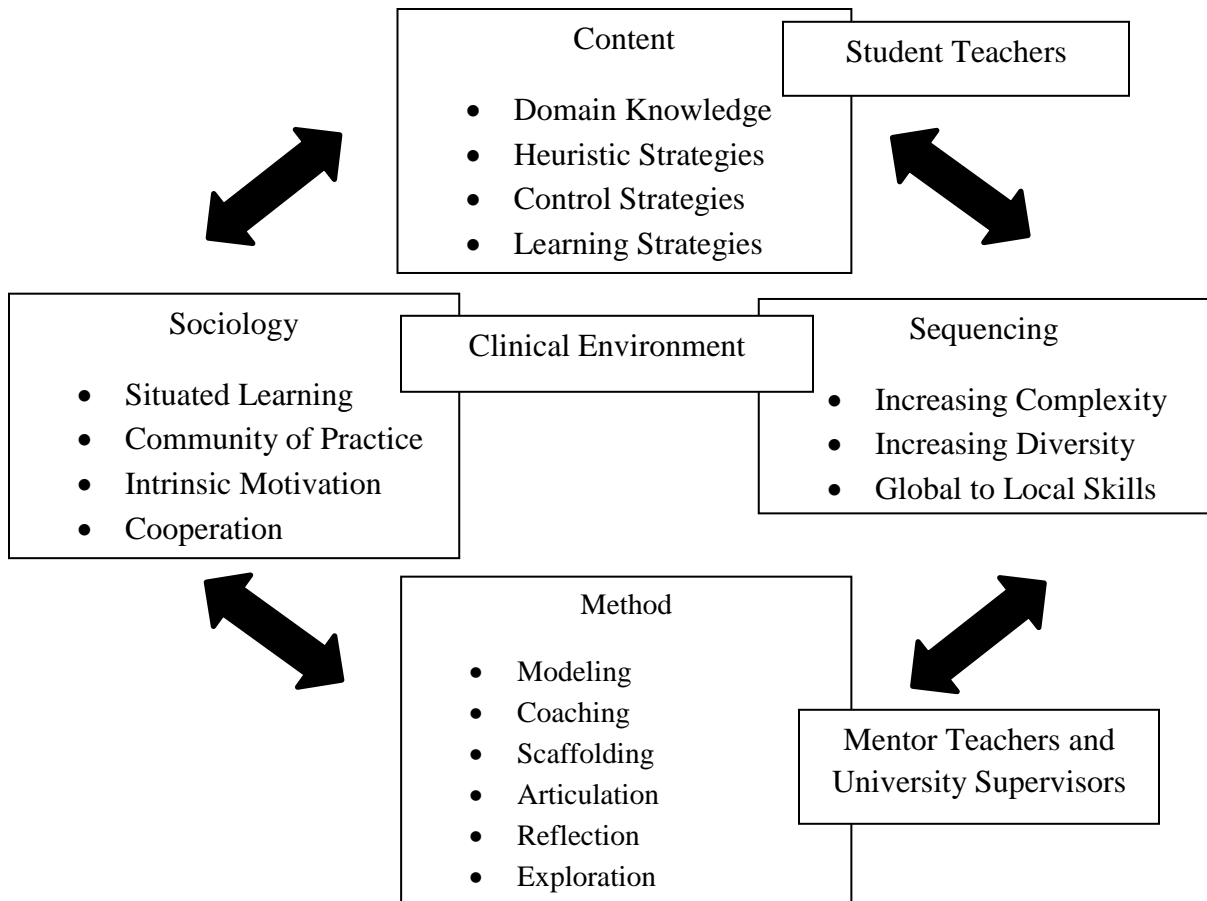 Content
• Domain Knowledge
• Heuristic Strategies
• Control Strategies
• Learning Strategies
Student Teachers
Sociology
• Situated Learning
• Community of Practice
• Intrinsic Motivation
• Cooperation
Clinical Environment
Sequencing
• Increasing Complexity
• Increasing Diversity
• Global to Local Skills
Method
• Modeling
• Coaching
• Scaffolding
• Articulation
• Reflection
• Exploration
Mentor Teachers and
University Supervisors